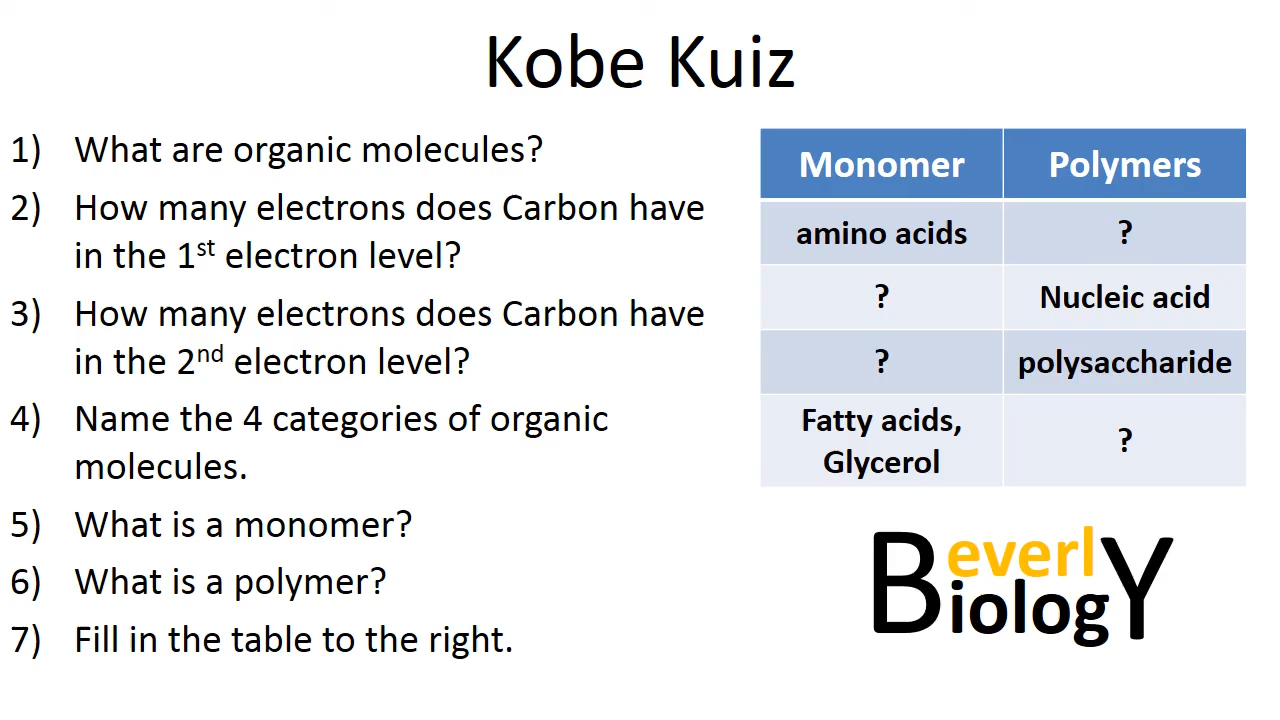 Kobe Kuiz
1) What are organic molecules?
2) How many electrons does Carbon have
in the 1st electron level?
3) How many electrons does Carbon have
in the 2nd electron level?
4) Name the 4 categories of organic
molecules.
5) What is a monomer?
6) What is a polymer?
7) Fill in the table to the right.
Monomer Polymers
amino acids ?
? Nucleic acid
? polysaccharide
Fatty acids,
Glycerol ?
BeverlY
BiologY